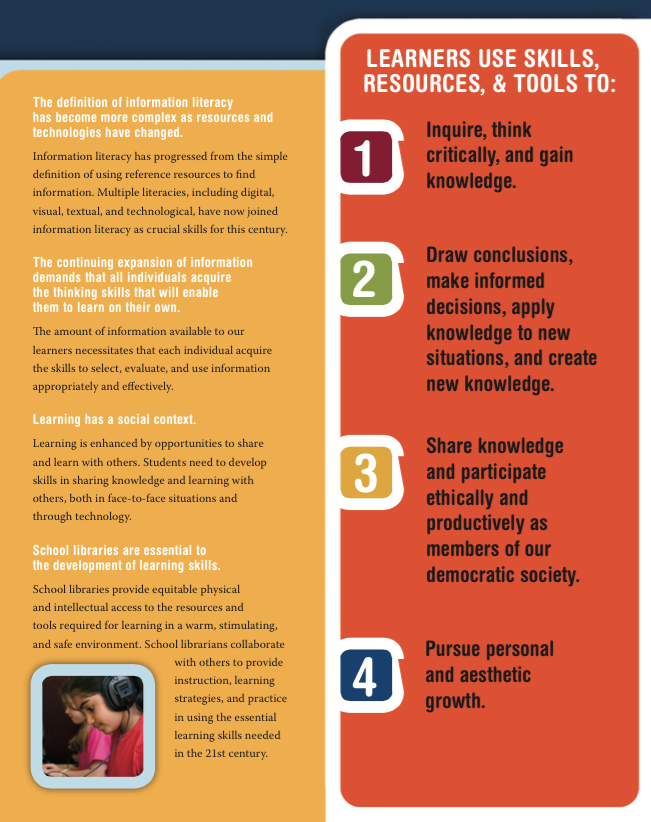 The definition of information literacy
has become more complex as resources and
technologies have changed.
Information literacy has progressed from the simple
definition of using reference resources to find
information. Multiple literacies, including digital,
visual, textual, and technological, have now joined
information literacy as crucial skills for this century.
The continuing expansion of information
demands that all individuals acquire
the thinking skills that will enable
them to learn on their own.
The amount of information available to our
learners necessitates that each individual acquire
the skills to select, evaluate, and use information
appropriately and effectively.
Learning has a social context.
Learning is enhanced by opportunities to share
and learn with others. Students need to develop
skills in sharing knowledge and learning with
others, both in face-to-face situations and
through technology.
School libraries are essential to
the development of learning skills.
School libraries provide equitable physical
and intellectual access to the resources and
tools required for learning in a warm, stimulating,
and safe environment. School librarians collaborate
with others to provide
instruction, learning
strategies, and practice
in using the essential
learning skills needed
in the 21st century.
LEARNERS USE SKILLS,
RESOURCES, & TOOLS TO:
1
Inquire, think
critically, and gain
knowledge.
2
Draw conclusions,
make informed
decisions, apply
knowledge to new
situations, and create
new knowledge.
3
Share knowledge
and participate
ethically and
productively as
members of our
democratic society.
4
Pursue personal
and aesthetic
growth.